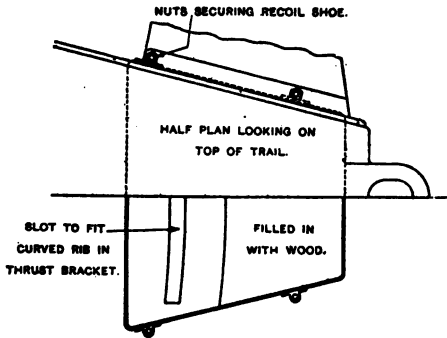 NUTS SECURING RECOIL SHOE.
HALF PLAN LOOKING ON
TOP OF TRAIL.
SLOT TO FIT
CURVED RIB IN
THRUST BRACKET.
FILLED IN
WITH WOOD.